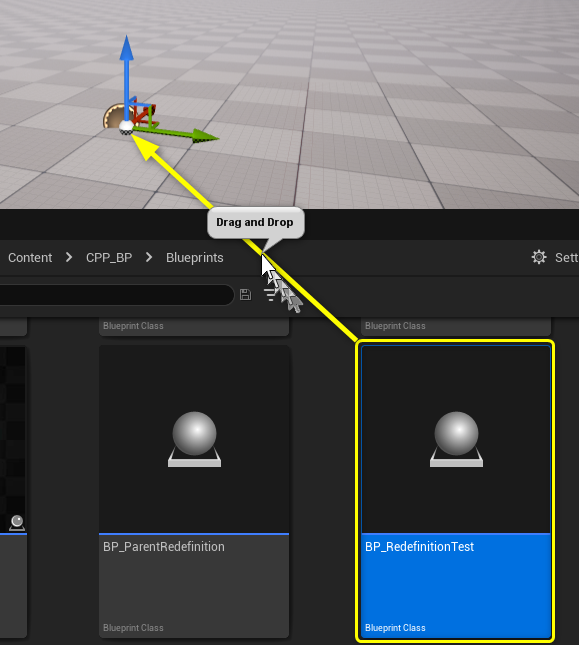 Drag and Drop
Content > CPP_BP > Blueprints
Sett
Blueprint Class
Blueprint Class
BP_ParentRedefinition
BP_RedefinitionTest
Blueprint Class
Blueprint Class